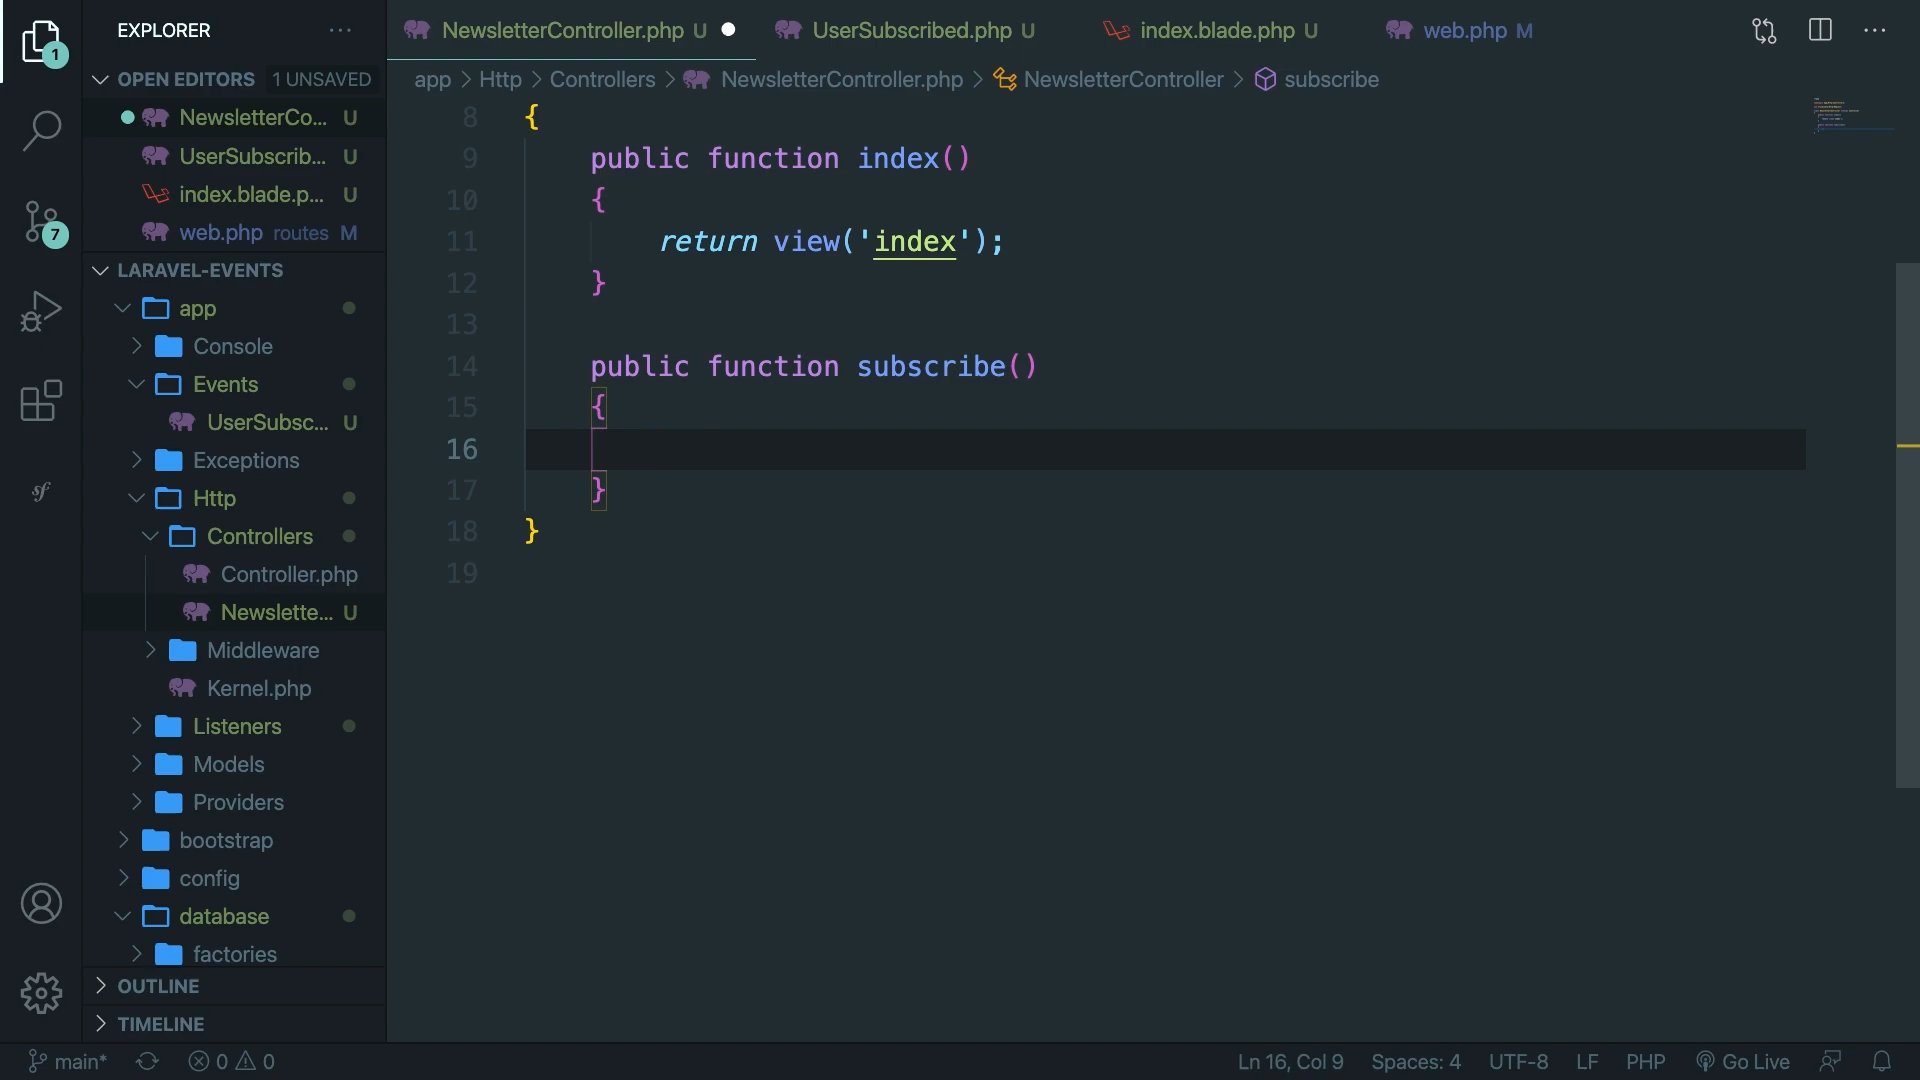 EXPLORER
OPEN EDITORS 1 UNSAVED
NewsletterCo... U
UserSubscrib... U
index.blade.p... U
web.php routes M
LARAVEL-EVENTS
app
Console
Events
UserSubsc... U
Exceptions
Http
Controllers
Controller.php
Newslette... U
Middleware
Kernel.php
Listeners
Models
Providers
bootstrap
config
database
factories
OUTLINE
TIMELINE
1
7
NewsletterController.php U
UserSubscribed.php U
index.blade.php U
web.php M
app > Http > Controllers > NewsletterController.php > NewsletterController > subscribe
8 {
9 public function index()
10 {
11 return view('index');
12 }
13
14 public function subscribe()
15 {
16
17 }
18 }
19
main* 0 0 Ln 16, Col 9 Spaces: 4 UTF-8 LF PHP Go Live